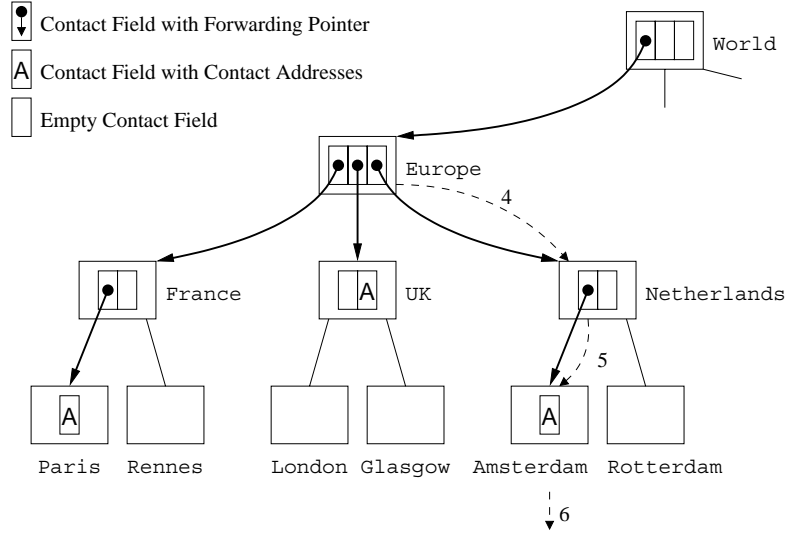 Contact Field with Forwarding Pointer
A Contact Field with Contact Addresses
Empty Contact Field
World
Europe
4
France
A
UK
Netherlands
5
A
A
Paris
Rennes
London
Glasgow
Amsterdam
Rotterdam
6